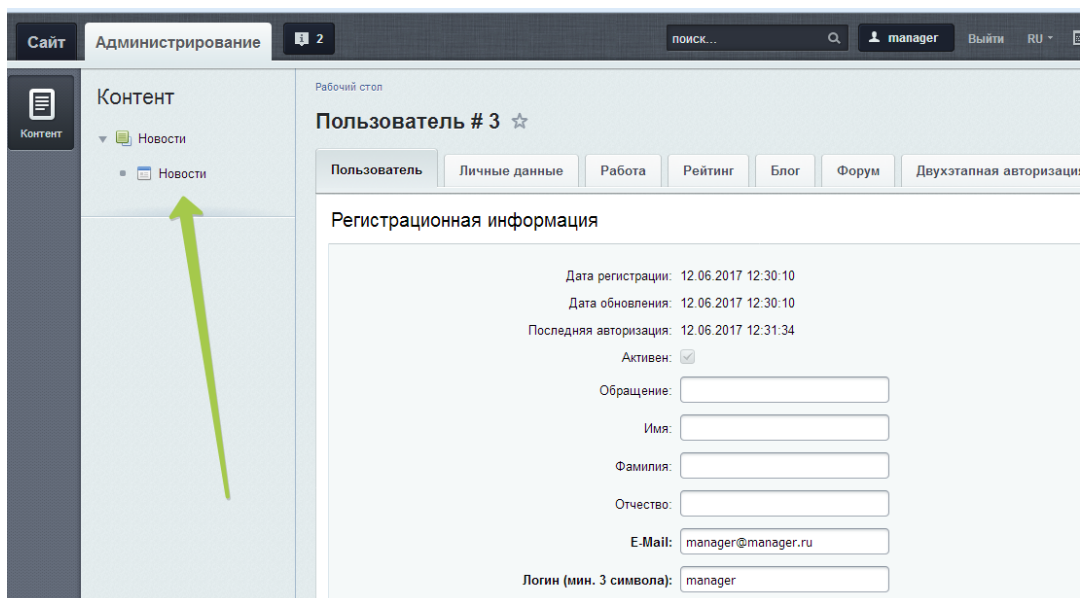 Сайт Администрирование 2 поиск... manager Выйти RU
Контент
Контент
Новости
Новости
Рабочий стол
Пользователь # 3
Пользователь Личные данные Работа Рейтинг Блог Форум Двухэтапная авторизация
Регистрационная информация
Дата регистрации: 12.06.2017 12:30:10
Дата обновления: 12.06.2017 12:30:10
Последняя авторизация: 12.06.2017 12:31:34
Активен:
Обращение:
Имя:
Фамилия:
Отчество:
E-Mail: manager@manager.ru
Логин (мин. 3 символа): manager